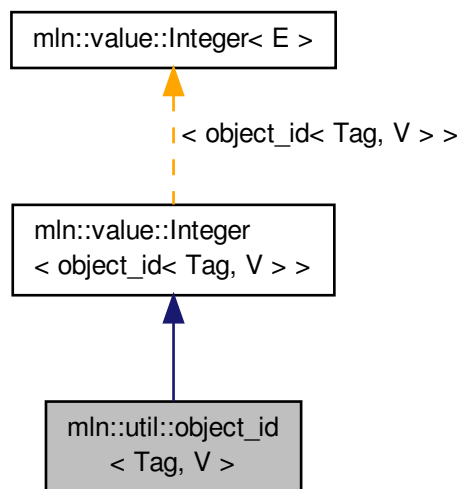 mln::value::Integer< E >
< object_id< Tag, V > >
mln::value::Integer
< object_id< Tag, V > >
mln::util::object_id
< Tag, V >